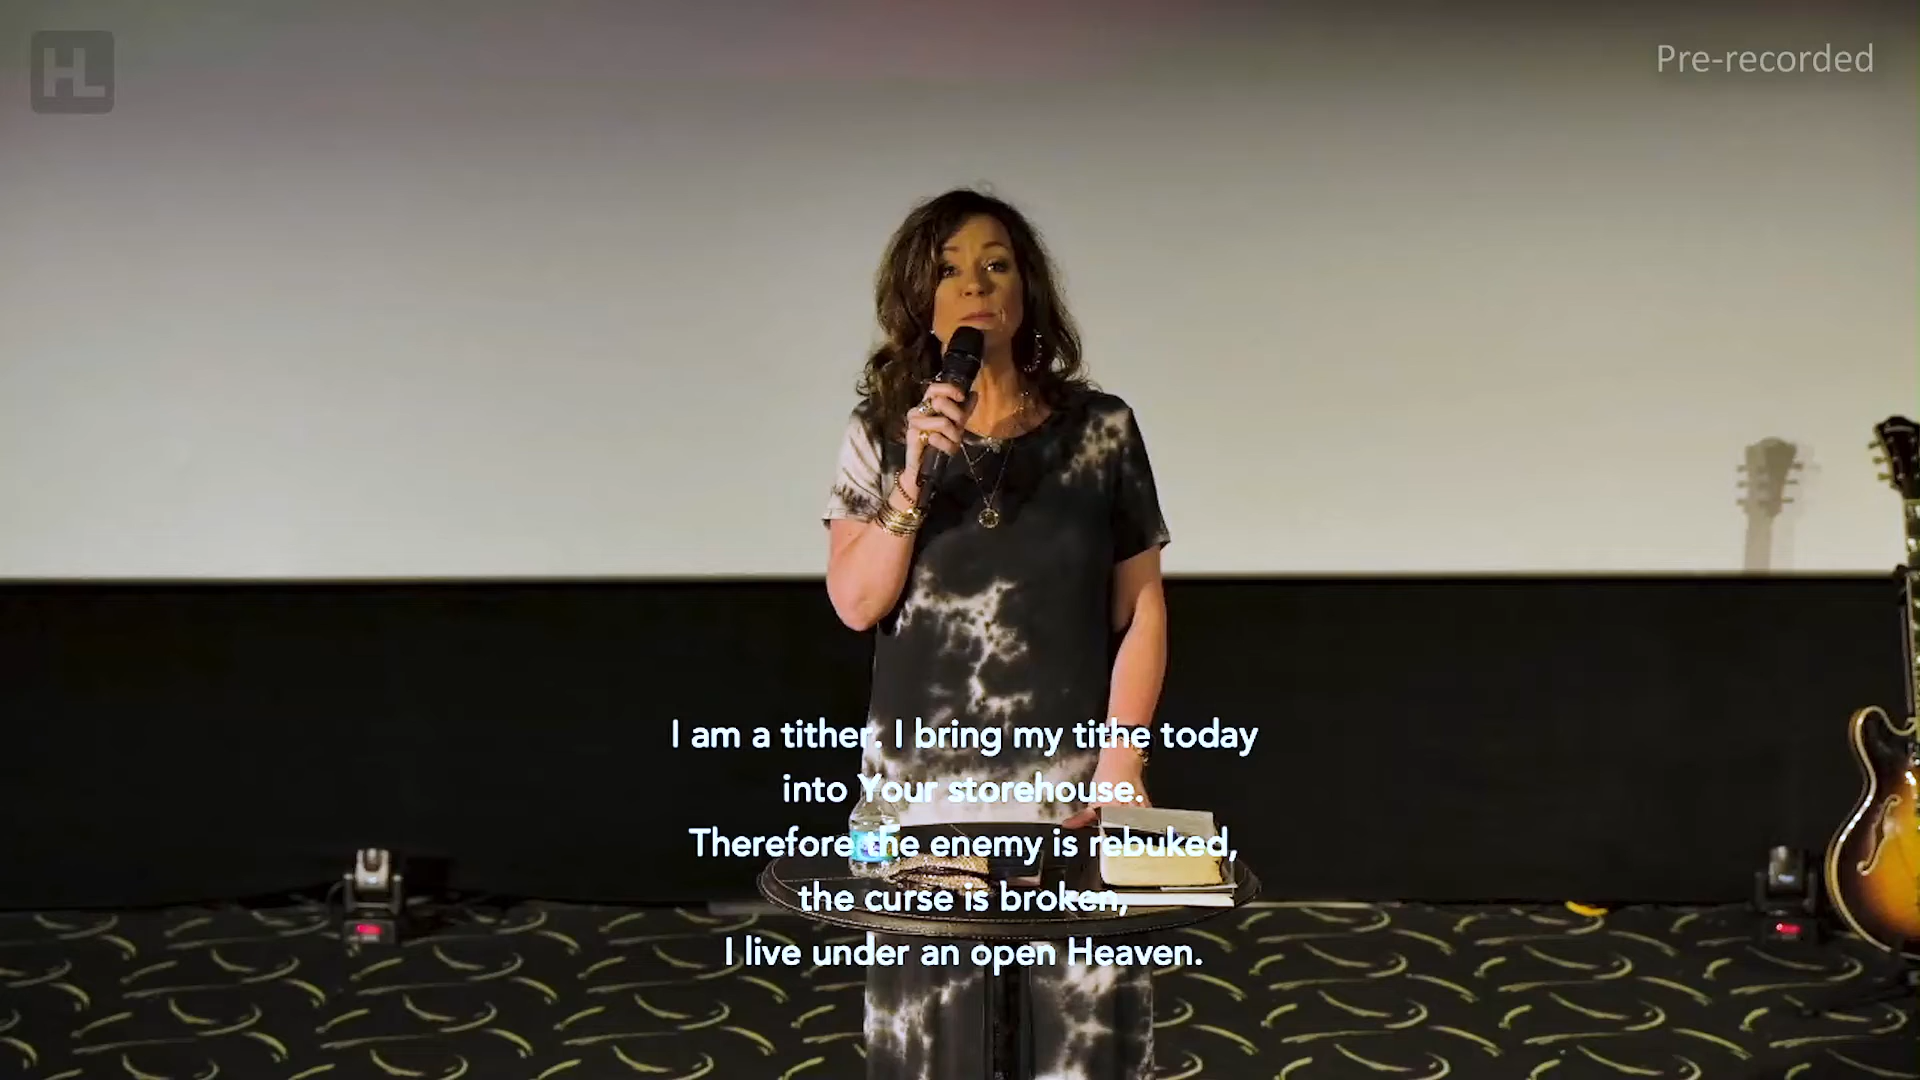 HL
Pre-recorded
I am a tither. I bring my tithe today
into Your storehouse.
Therefore the enemy is rebuked,
the curse is broken,
I live under an open Heaven.